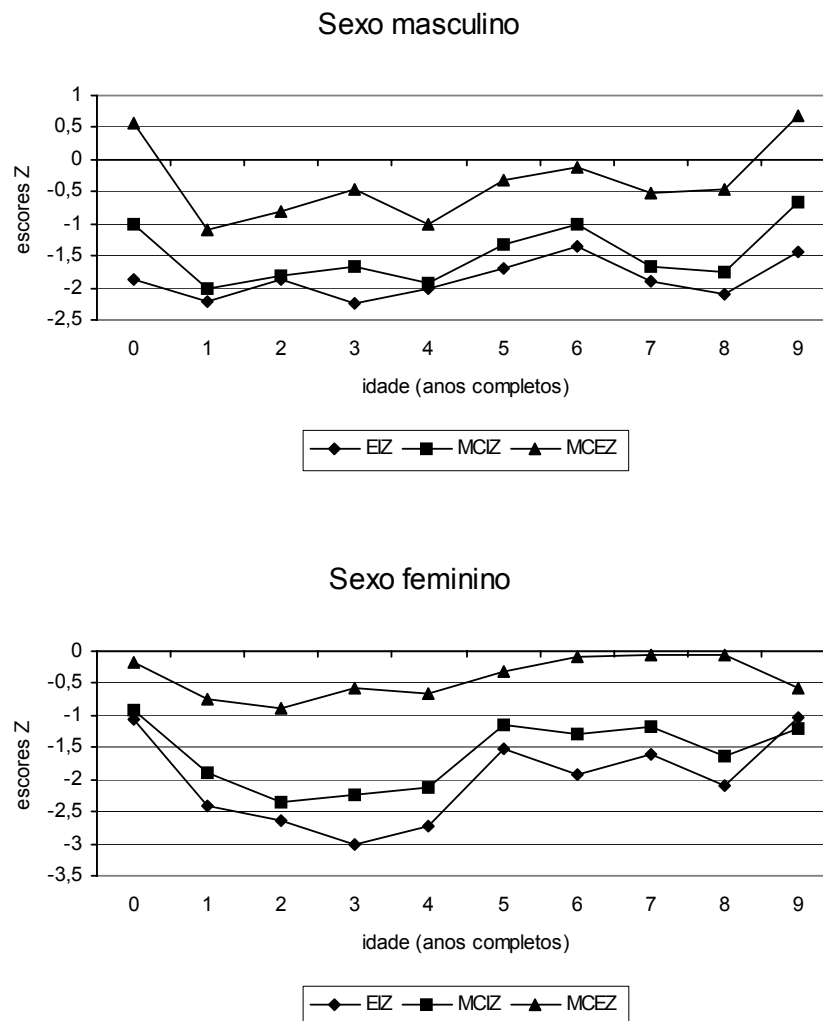 Sexo masculino
1
0,5
0
-0,5
-1
-1,5
-2
-2,5
escores Z
0 1 2 3 4 5 6 7 8 9
idade (anos completos)
EIZ MCIZ MCEZ
Sexo feminino
0
-0,5
-1
-1,5
-2
-2,5
-3
-3,5
escores Z
0 1 2 3 4 5 6 7 8 9
idade (anos completos)
EIZ MCIZ MCEZ